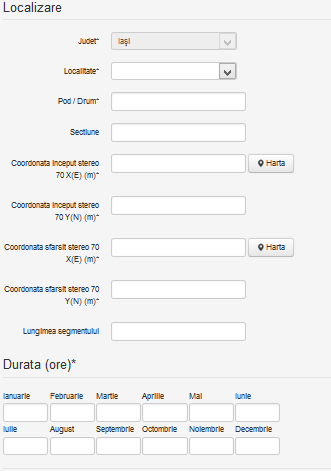 Localizare
Judet*
Iaşi
Localitate*
Pod / Drum*
Sectiune
Coordonata inceput stereo
70 X(E) (m)*
Harta
Coordonata inceput stereo
70 Y(N) (m)*
Coordonata sfarsit stereo 70
X(E) (m)*
Harta
Coordonata sfarsit stereo 70
Y(N) (m)*
Lungimea segmentului
Durata (ore)*
Ianuarie Februarie Martie Aprilie Mai Iunie
Iulie August Septembrie Octombrie Noiembrie Decembrie